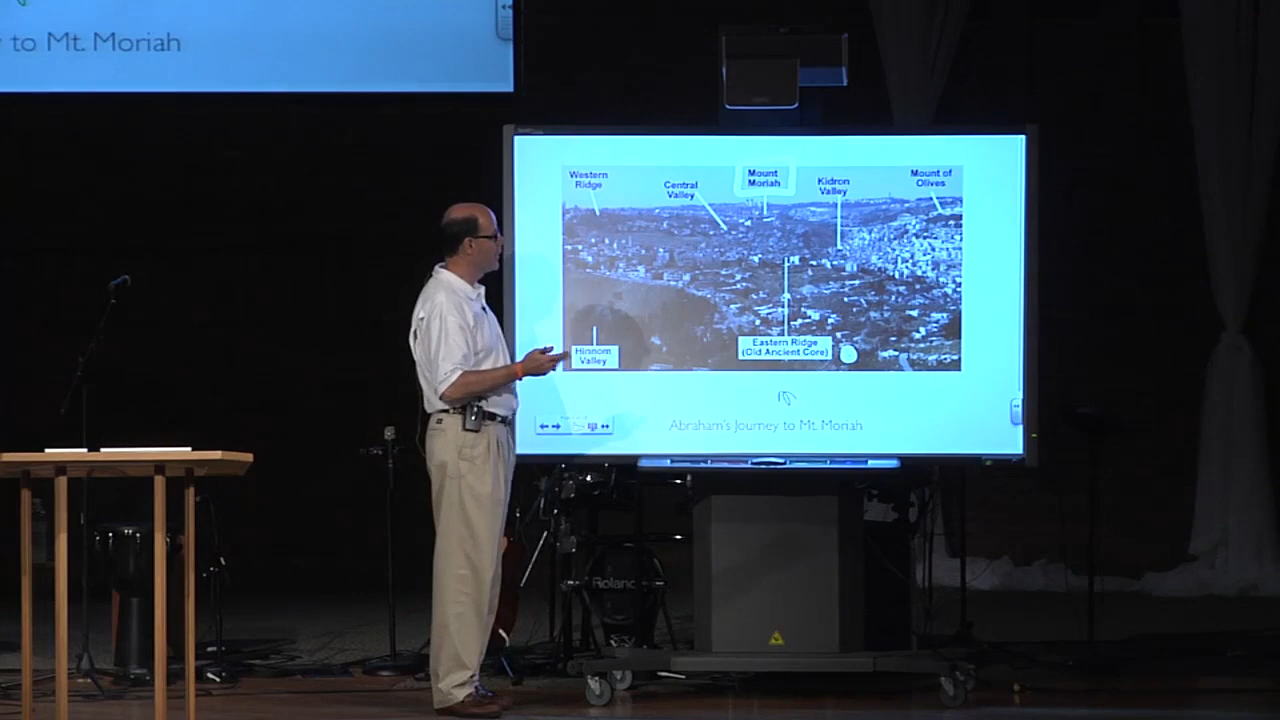 to Mt. Moriah
Western
Ridge
Central
Valley
Mount
Moriah
Kidron
Valley
Mount of
Olives
Hinnom
Valley
Eastern Ridge
(Old Ancient Core)
Abraham's Journey to Mt. Moriah
Roland